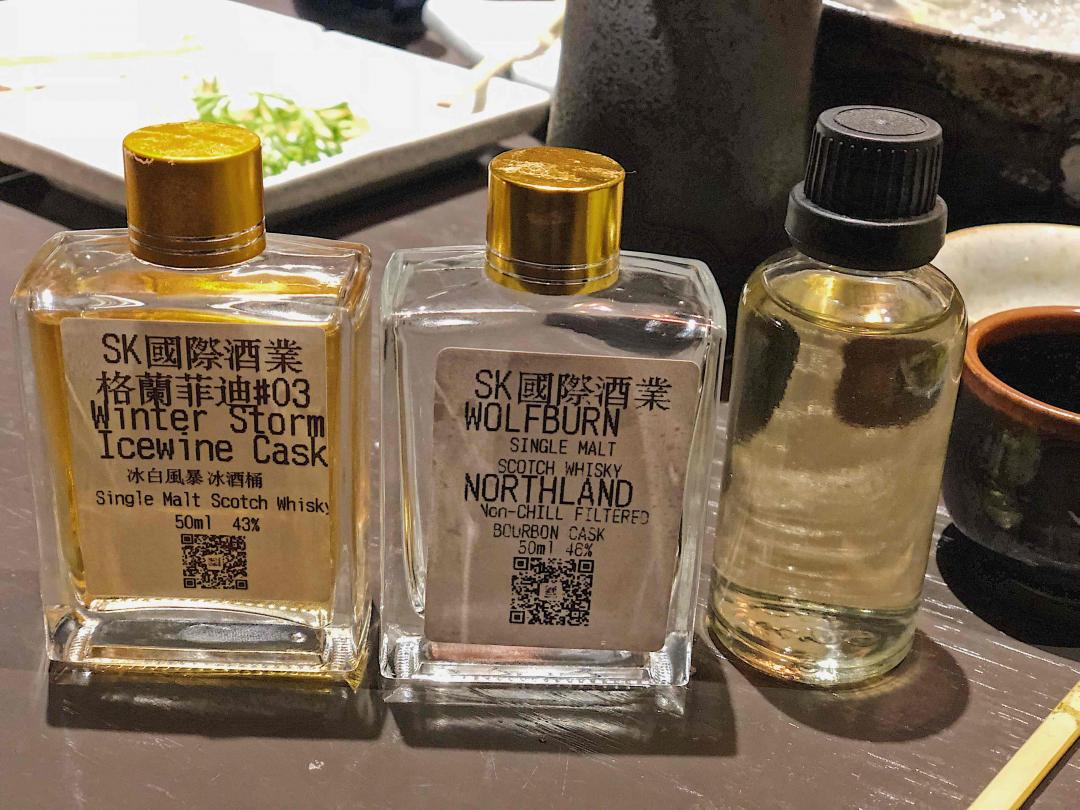 SK國際酒業
格蘭菲迪#03
Winter Storm
Icewine Cask
冰白風暴 冰酒桶
Single Malt Scotch Whisky
50ml 43%
SK國際酒業
WOLFBURN
SINGLE MALT
SCOTCH WHISKY
NORTHLAND
Non-CHILL FILTERED
BOURBON CASK
50ml 46%